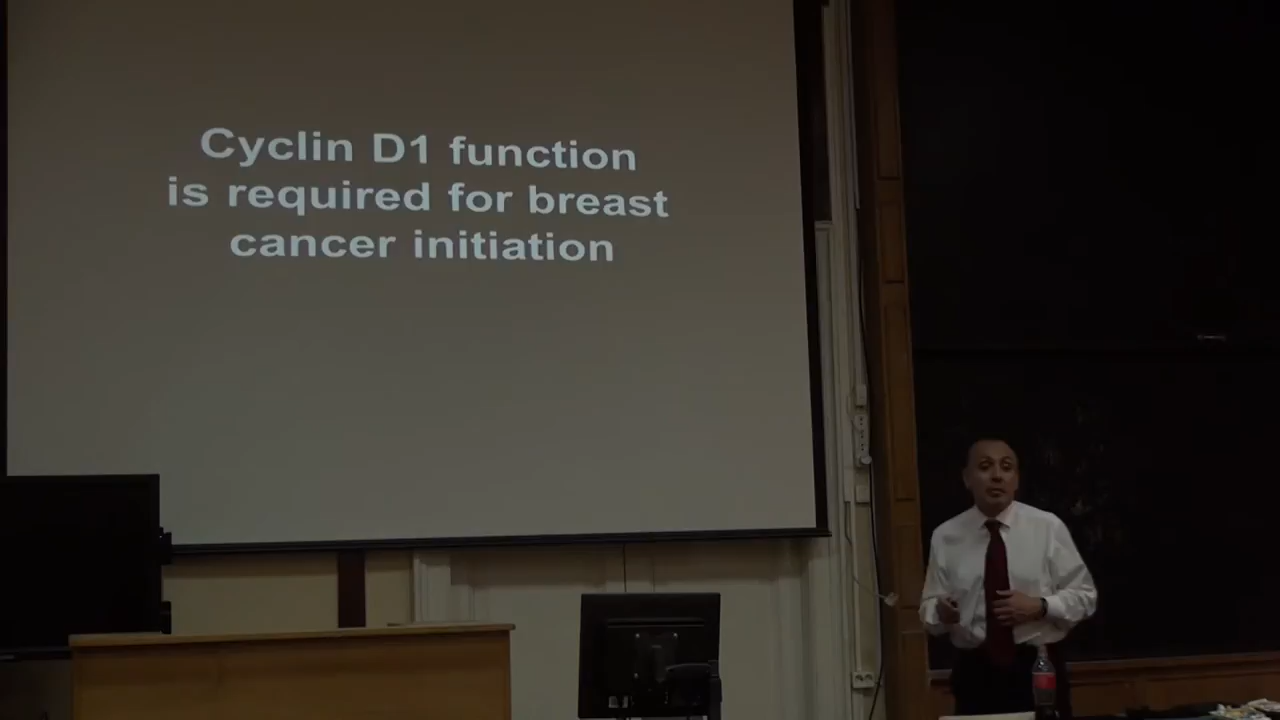 Cyclin D1 function
is required for breast
cancer initiation